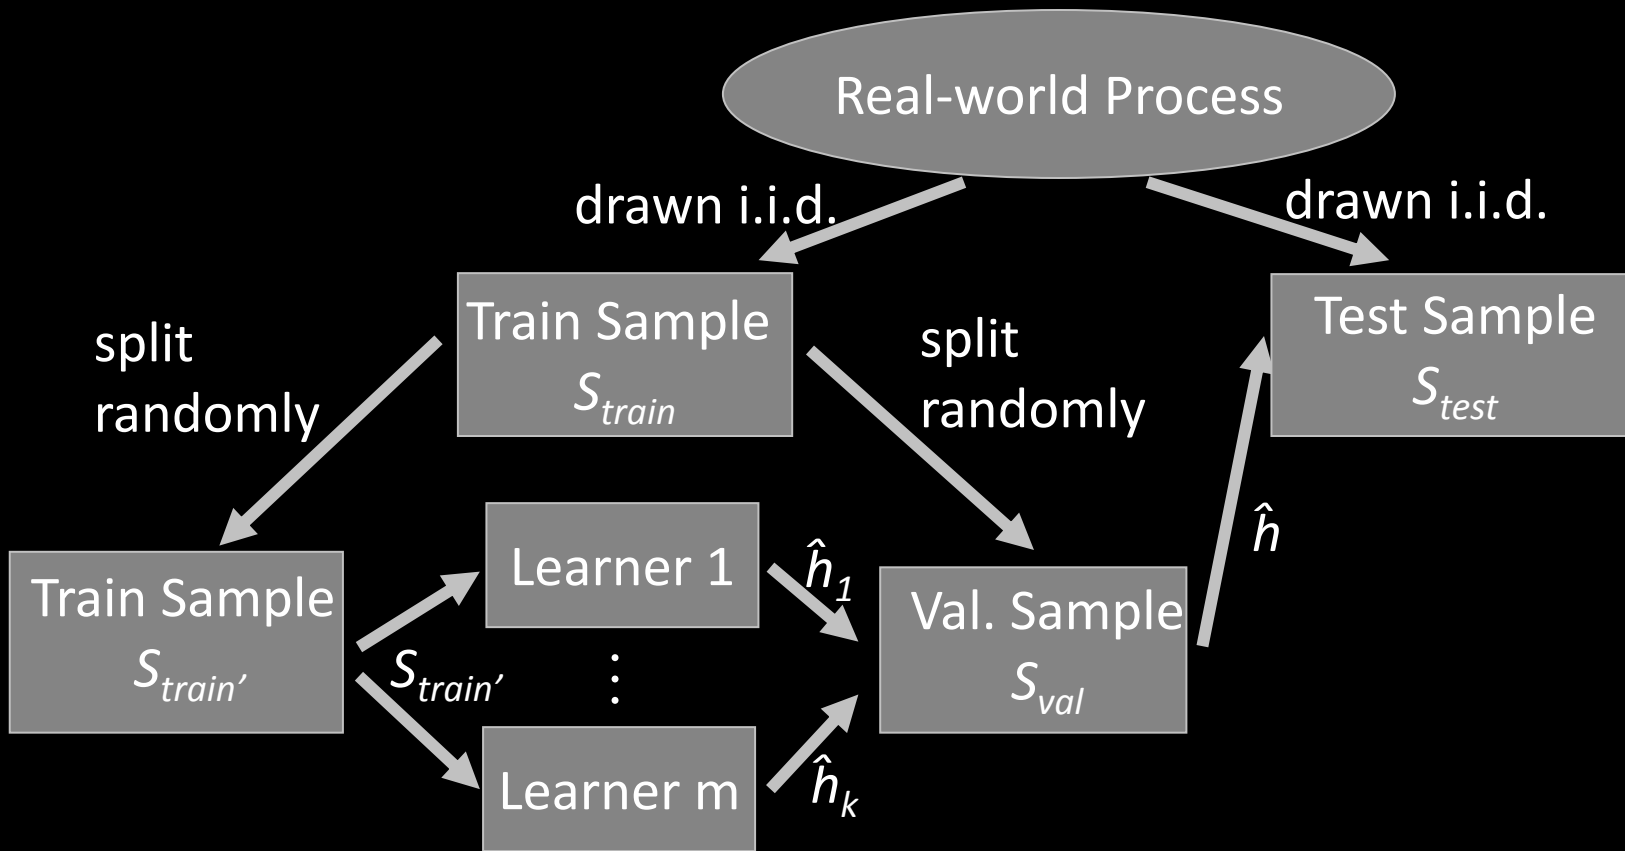 Real-world Process
drawn i.i.d.
drawn i.i.d.
Train Sample
S_train
Test Sample
S_test
split
randomly
split
randomly
Train Sample
S_train′
S_train′
Learner 1
⋮
Learner m
ĥ_1
ĥ_k
Val. Sample
S_val
ĥ